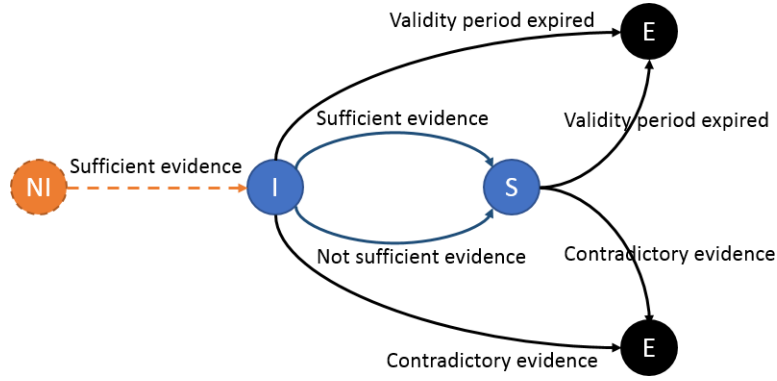 Validity period expired
E
Sufficient evidence
Validity period expired
Sufficient evidence
NI
I
S
Not sufficient evidence
Contradictory evidence
E
Contradictory evidence